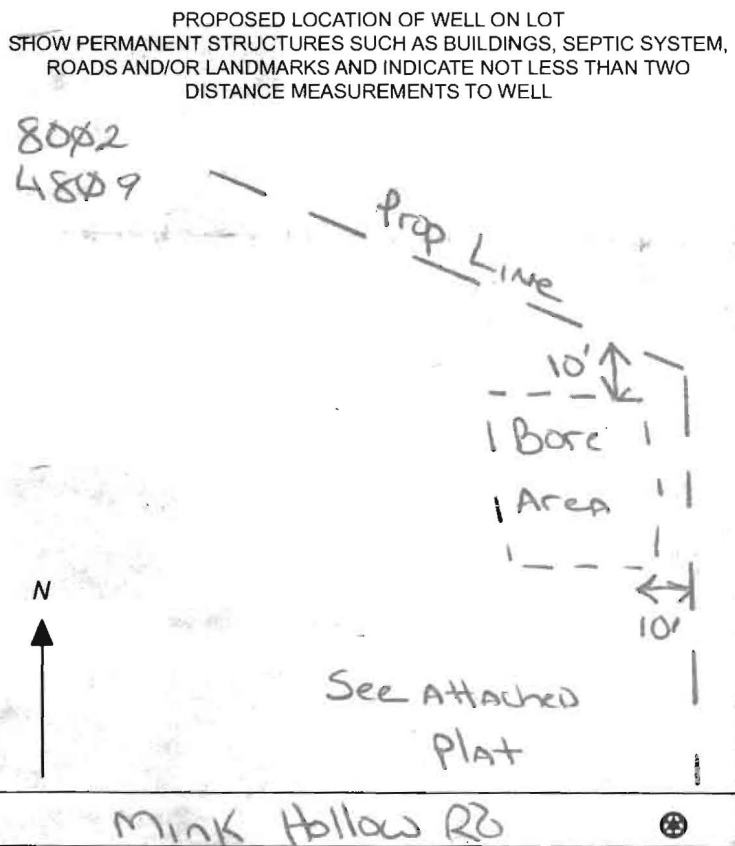 PROPOSED LOCATION OF WELL ON LOT
SHOW PERMANENT STRUCTURES SUCH AS BUILDINGS, SEPTIC SYSTEM,
ROADS AND/OR LANDMARKS AND INDICATE NOT LESS THAN TWO
DISTANCE MEASUREMENTS TO WELL
8002
4809
Prop Line
10'
Bore
Area
N
10'
See Attached
Plat
Mink Hollow RD